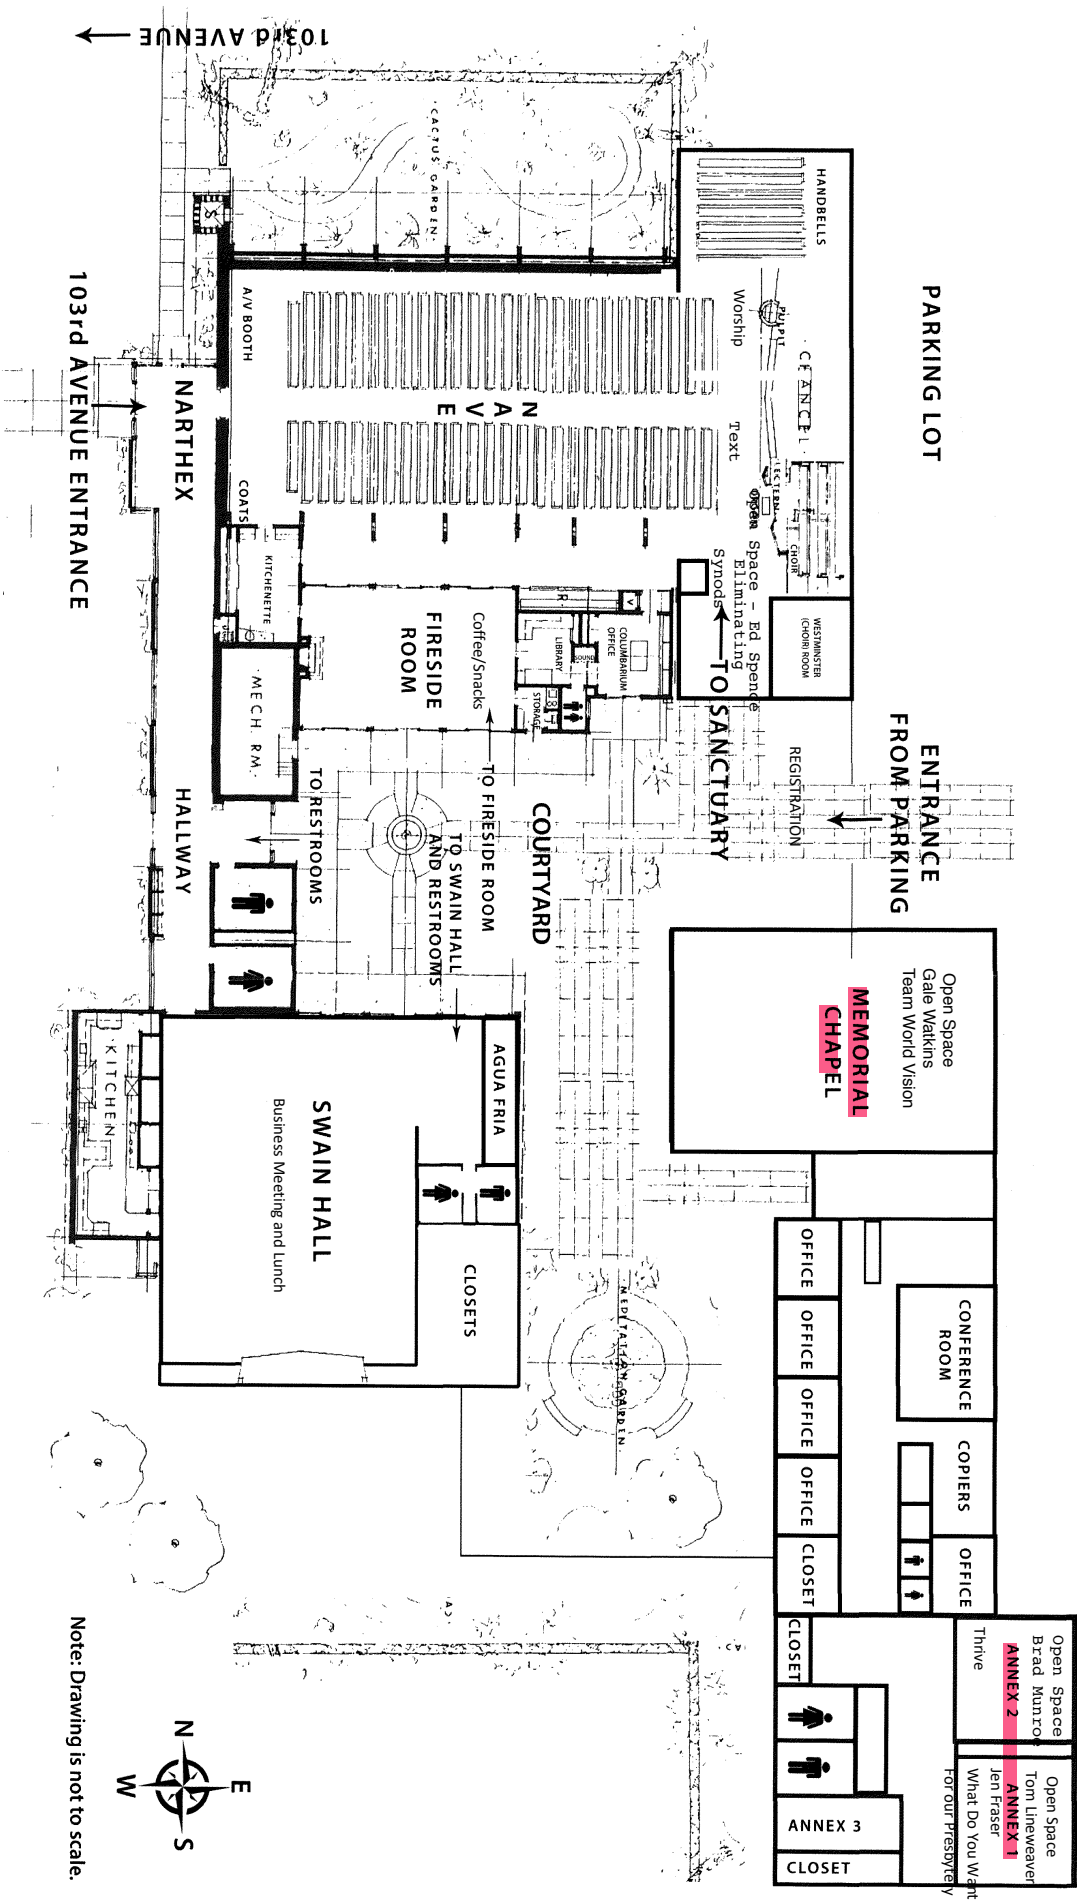 103rd AVENUE
CACTUS GARDEN
HANDBELLS
PARKING LOT
S
A/V BOOTH
Worship
PULPIT
CHANCEL
NAVE
Text
LECTERN
CHOIR
103rd AVENUE ENTRANCE
NARTHEX
COATS
KITCHENETTE
Open Space - Ed Spence
Eliminating
Synods
WESTMINSTER
(CHOIR) ROOM
FIRESIDE
ROOM
Coffee/Snacks
R.
V
LIBRARY
SOUND
COLUMBARIUM
OFFICE
STORAGE
MECH. RM.
TO SANCTUARY
REGISTRATION
ENTRANCE
FROM PARKING
TO RESTROOMS
HALLWAY
TO FIRESIDE ROOM
TO SWAIN HALL
AND RESTROOMS
COURTYARD
Open Space
Gale Watkins
Team World Vision
MEMORIAL
CHAPEL
KITCHEN
AGUA FRIA
SWAIN HALL
Business Meeting and Lunch
CLOSETS
MEDITATION GARDEN
OFFICE
OFFICE
OFFICE
OFFICE
CLOSET
CONFERENCE
ROOM
COPIERS
OFFICE
CLOSET
Open Space
Brad Munroe
ANNEX 2
Thrive
Open Space
Tom Lineweaver
ANNEX 1
Jen Fraser
What Do You Want
For our Presbytery
ANNEX 3
CLOSET
N
E
W
S
Note: Drawing is not to scale.